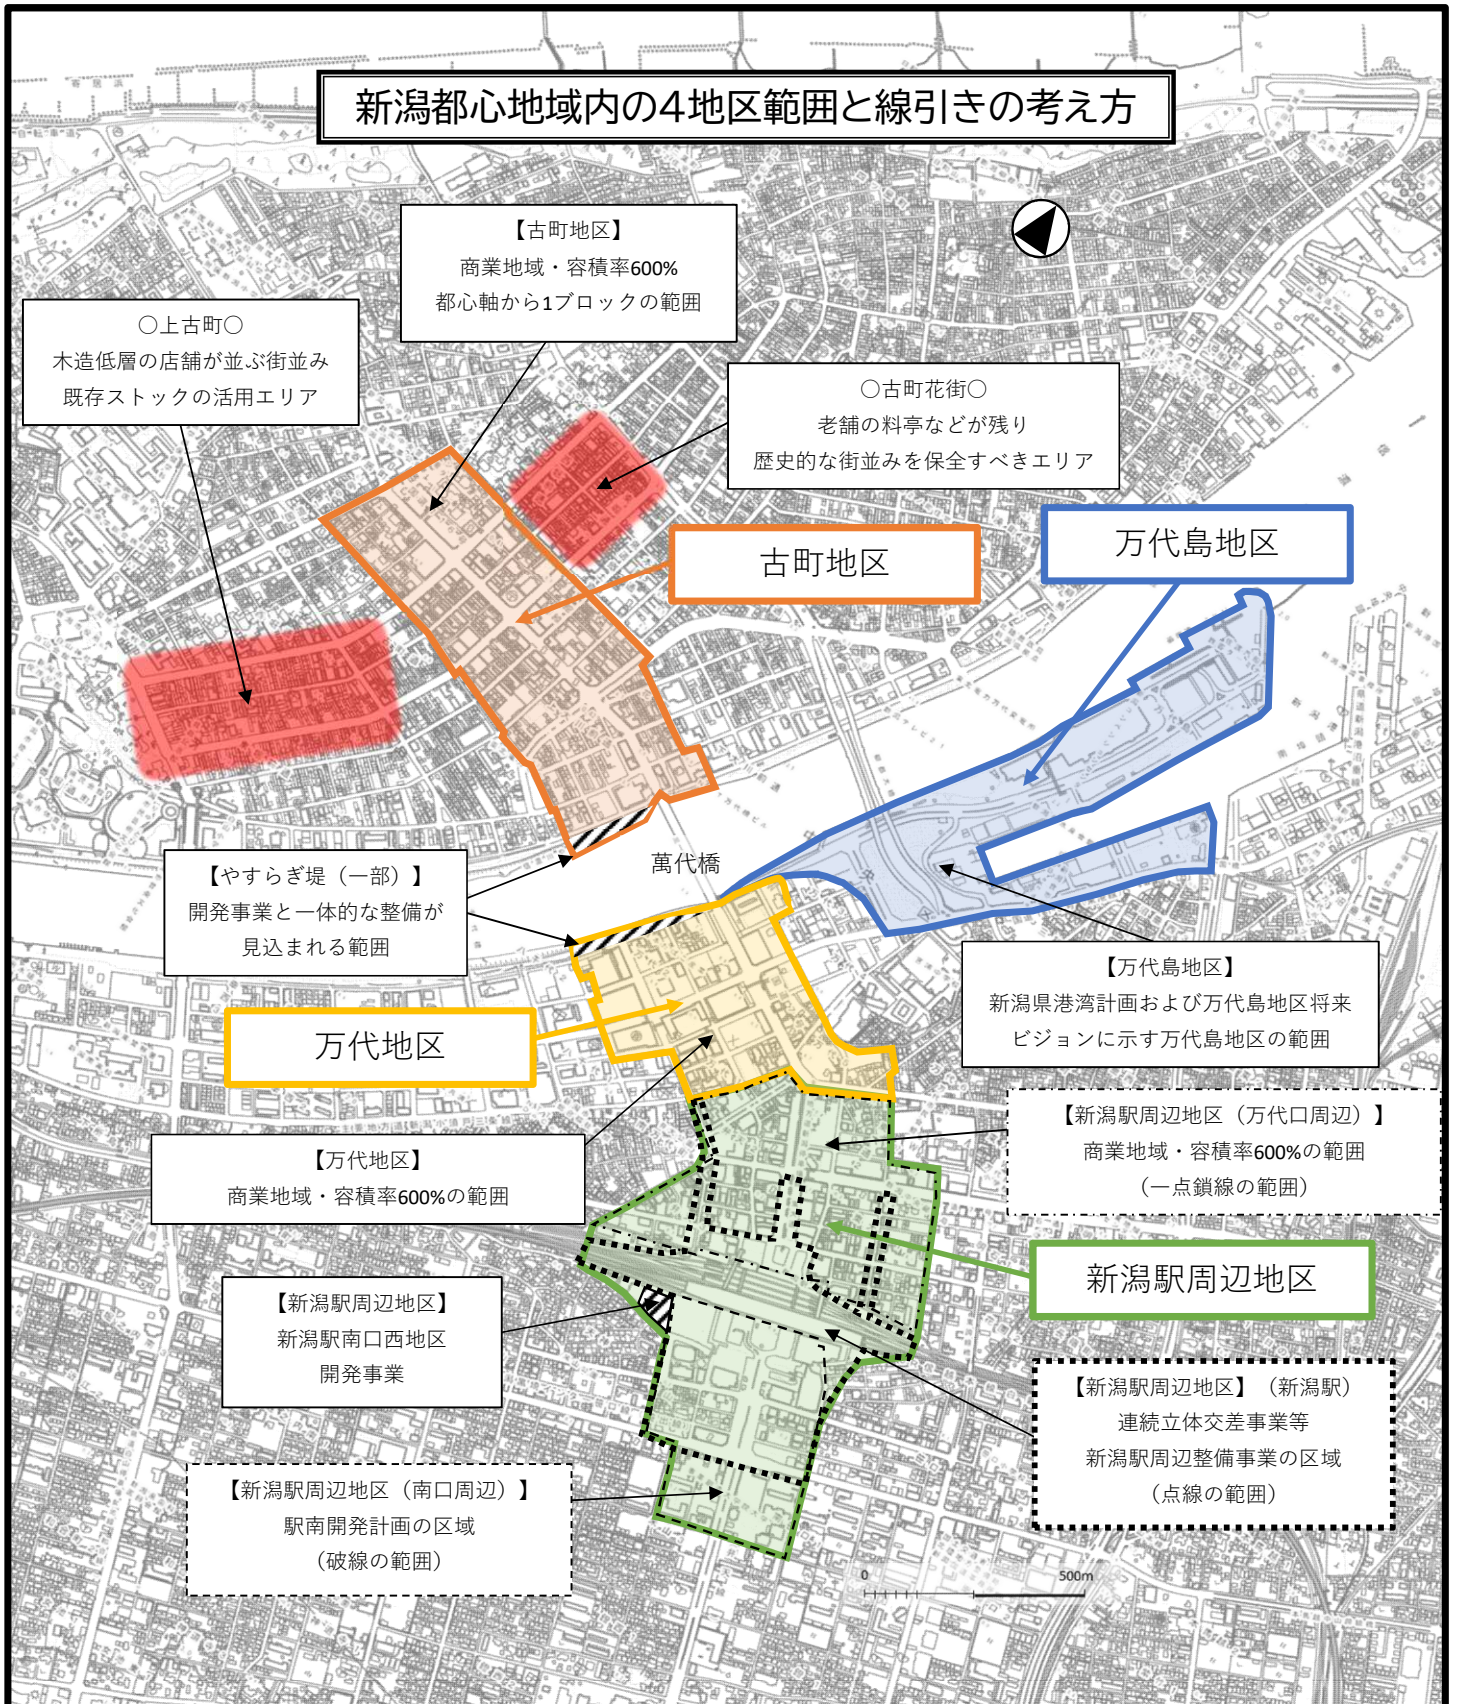 新潟都心地域内の4地区範囲と線引きの考え方
【古町地区】
商業地域・容積率600%
都心軸から1ブロックの範囲
〇上古町〇
木造低層の店舗が並ぶ街並み
既存ストックの活用エリア
〇古町花街〇
老舗の料亭などが残り
歴史的な街並みを保全すべきエリア
古町地区
万代島地区
【やすらぎ堤（一部）】
開発事業と一体的な整備が
見込まれる範囲
萬代橋
【万代島地区】
新潟県港湾計画および万代島地区将来
ビジョンに示す万代島地区の範囲
万代地区
【新潟駅周辺地区（万代口周辺）】
商業地域・容積率600%の範囲
（一点鎖線の範囲）
【万代地区】
商業地域・容積率600%の範囲
新潟駅周辺地区
【新潟駅周辺地区】
新潟駅南口西地区
開発事業
【新潟駅周辺地区】（新潟駅）
連続立体交差事業等
新潟駅周辺整備事業の区域
（点線の範囲）
【新潟駅周辺地区（南口周辺）】
駅南開発計画の区域
（破線の範囲）
0 500m